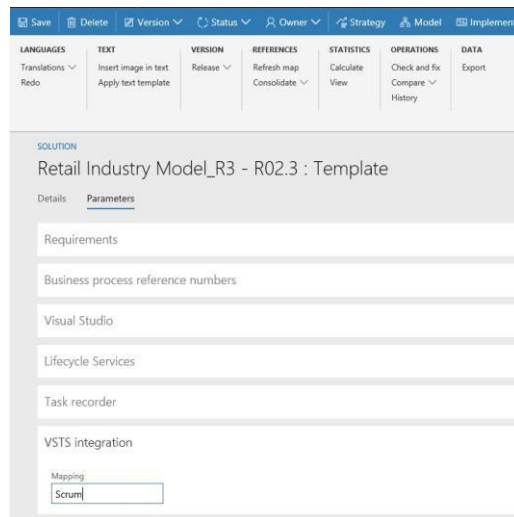 Save Delete Version Status Owner Strategy Model Implement
LANGUAGES TEXT VERSION REFERENCES STATISTICS OPERATIONS DATA
Translations Insert image in text Release Refresh map Calculate Check and fix Export
Redo Apply text template Consolidate View Compare
History
SOLUTION
Retail Industry Model_R3 - R02.3 : Template
Details Parameters
Requirements
Business process reference numbers
Visual Studio
Lifecycle Services
Task recorder
VSTS integration
Mapping
Scrum